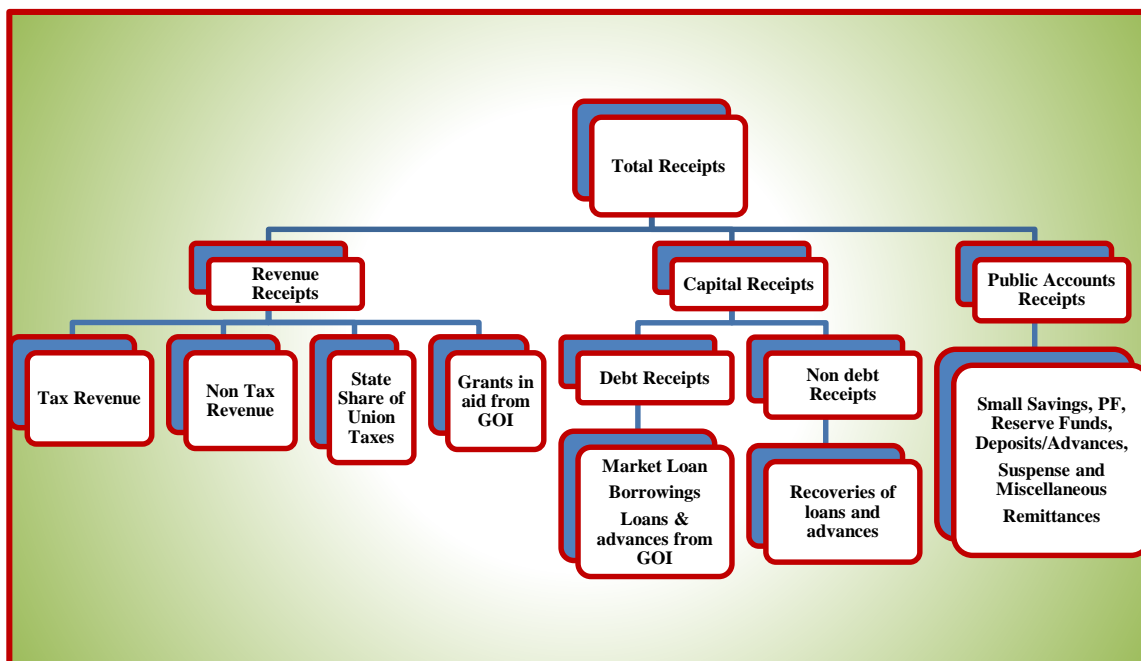 Total Receipts
Revenue
Receipts
Capital Receipts
Public Accounts
Receipts
Tax Revenue
Non Tax
Revenue
State
Share of
Union
Taxes
Grants in
aid from
GOI
Debt Receipts
Non debt
Receipts
Market Loan
Borrowings
Loans &
advances from
GOI
Recoveries of
loans and
advances
Small Savings, PF,
Reserve Funds,
Deposits/Advances,
Suspense and
Miscellaneous
Remittances